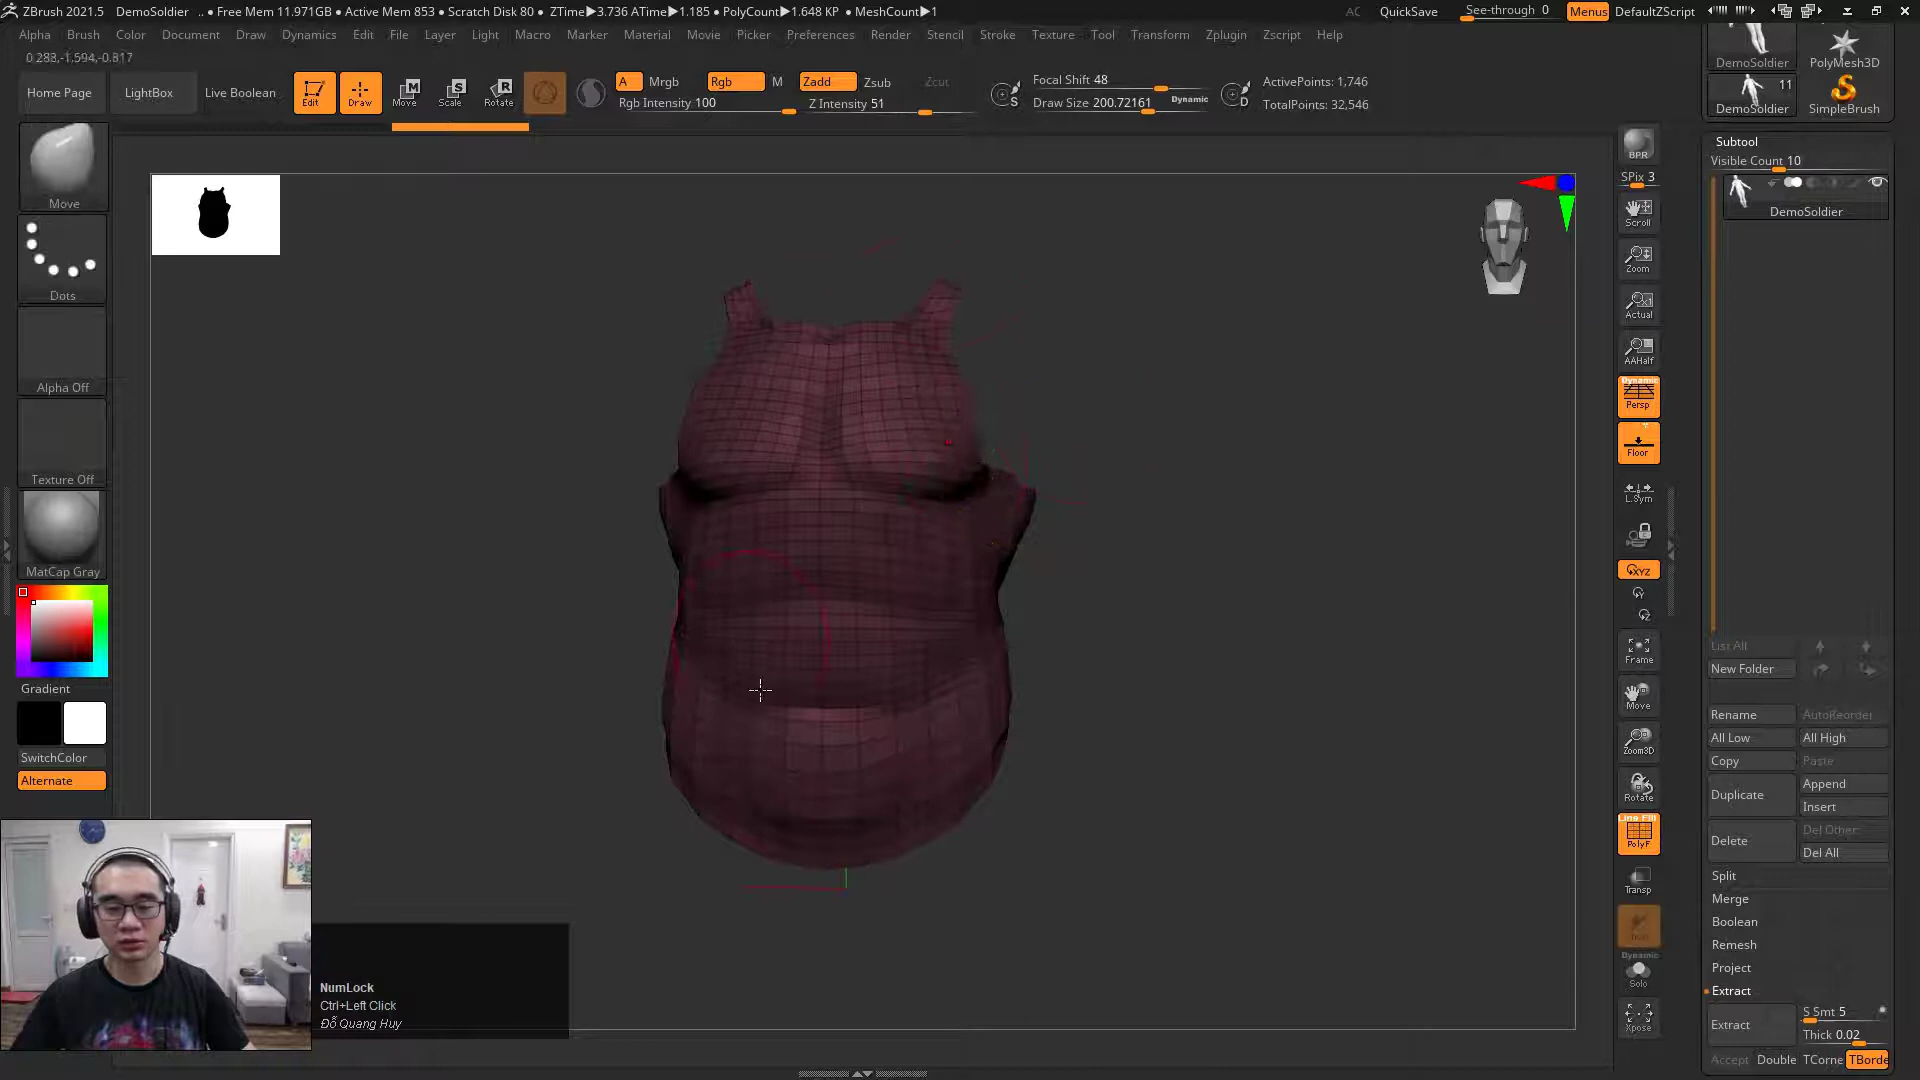 ZBrush 2021.5 DemoSoldier .. • Free Mem 11.971GB • Active Mem 853 • Scratch Disk 80 • ZTime▶3.736 ATime▶1.185 • PolyCount▶1.648 KP • MeshCount▶1 AC QuickSave See-through 0 Menus DefaultZScript
Alpha Brush Color Document Draw Dynamics Edit File Layer Light Macro Marker Material Movie Picker Preferences Render Stencil Stroke Texture Tool Transform Zplugin Zscript Help
0.283,-1.594,-0.817
Home Page LightBox Live Boolean
Edit Draw Move Scale Rotate
A Mrgb Rgb M Zadd Zsub Zcut
Rgb Intensity 100 Z Intensity 51
Focal Shift 48
Draw Size 200.72161 Dynamic
ActivePoints: 1,746
TotalPoints: 32,546
Move
Dots
Alpha Off
Texture Off
MatCap Gray
Gradient
SwitchColor
Alternate
NumLock
Ctrl+Left Click
Đỗ Quang Huy
BPR
SPix 3
Scroll
Zoom
Actual
AAHalf
Dynamic
Persp
Floor
L.Sym
XYZ
Y
Z
Frame
Move
Zoom3D
Rotate
Line Fill
PolyF
Transp
Dynamic
Solo
Xpose
DemoSoldier PolyMesh3D
11
DemoSoldier SimpleBrush
Subtool
Visible Count 10
DemoSoldier
List All
New Folder
Rename AutoReorder
All Low All High
Copy Paste
Duplicate Append
Insert
Delete Del Other
Del All
Split
Merge
Boolean
Remesh
Project
Extract
Extract S Smt 5
Thick 0.02
Accept Double TCorne TBorde